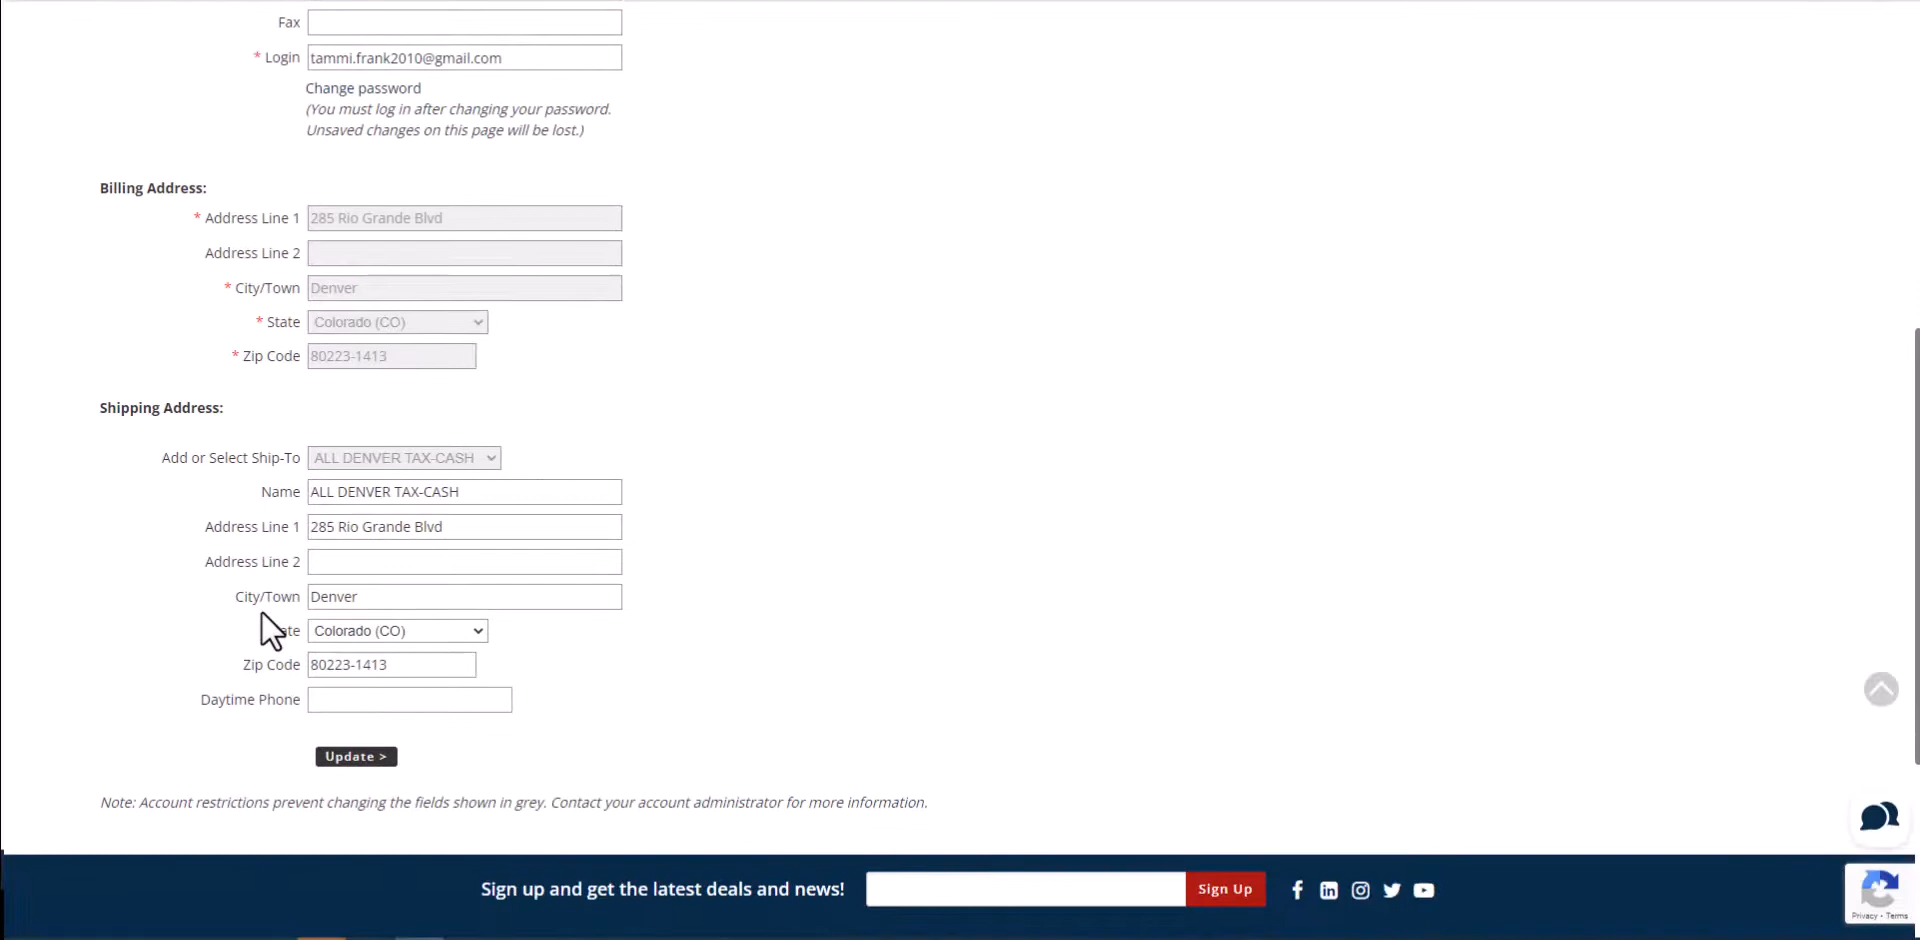 Fax
* Login tammi.frank2010@gmail.com
Change password
(You must log in after changing your password.
Unsaved changes on this page will be lost.)
Billing Address:
* Address Line 1 285 Rio Grande Blvd
Address Line 2
* City/Town Denver
* State Colorado (CO)
* Zip Code 80223-1413
Shipping Address:
Add or Select Ship-To ALL DENVER TAX-CASH
Name ALL DENVER TAX-CASH
Address Line 1 285 Rio Grande Blvd
Address Line 2
City/Town Denver
Colorado (CO)
Zip Code 80223-1413
Daytime Phone
Update >
Note: Account restrictions prevent changing the fields shown in grey. Contact your account administrator for more information.
Sign up and get the latest deals and news! Sign Up
Privacy - Terms